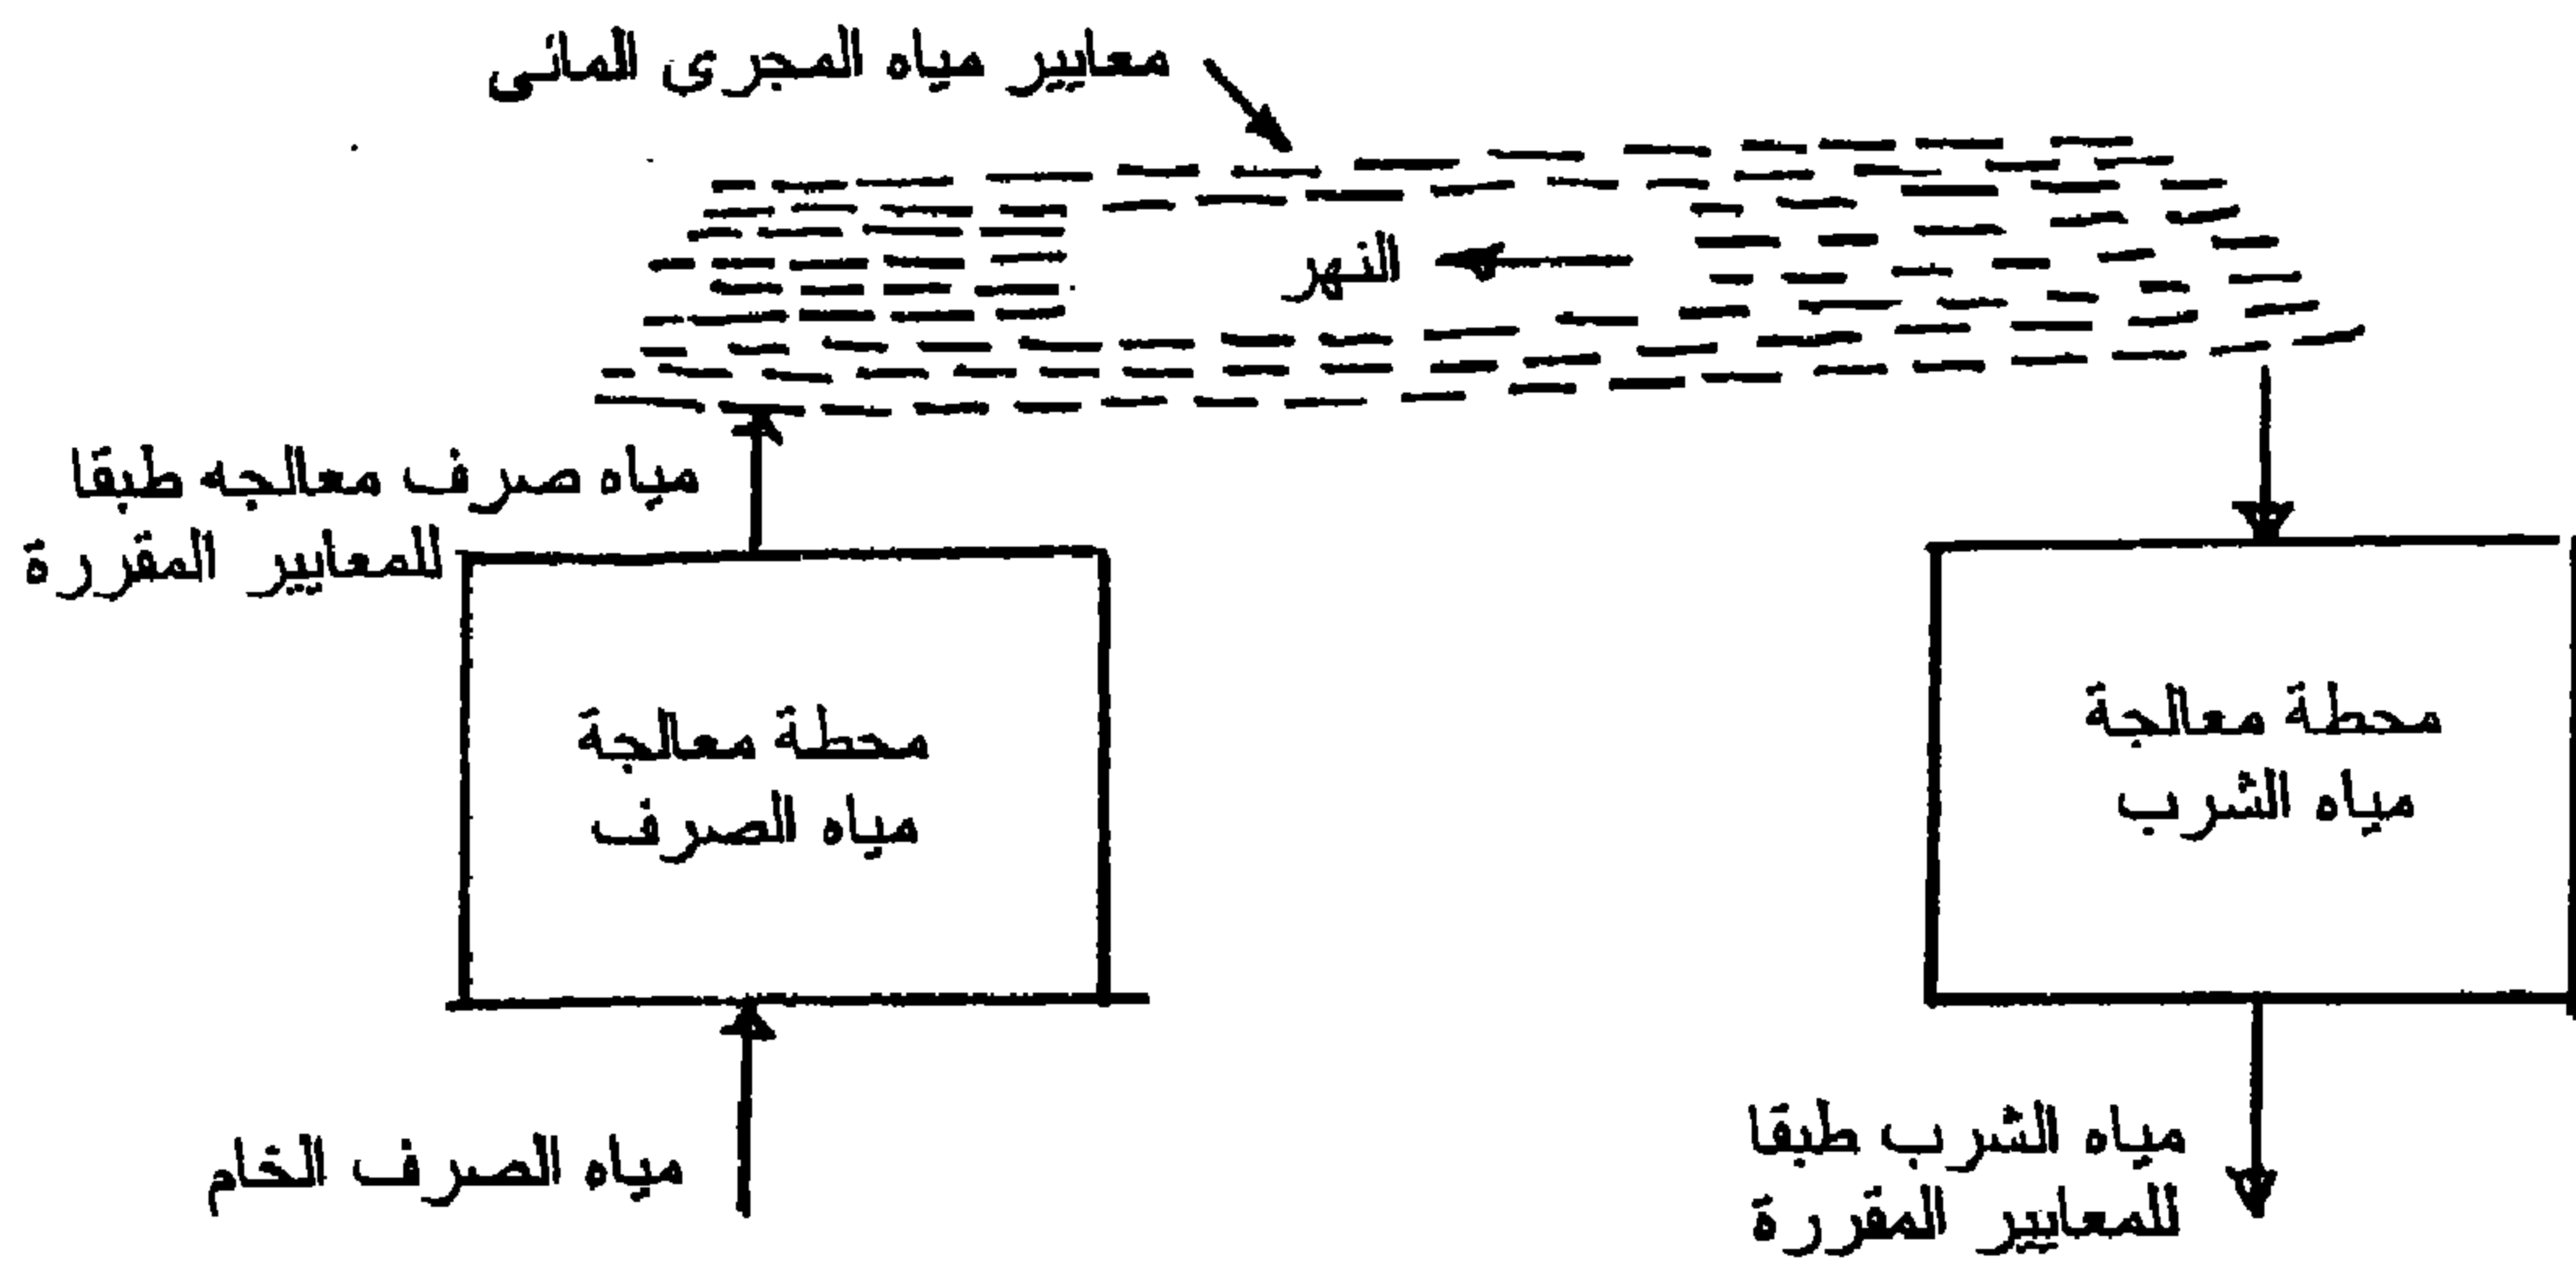 معايير مياه المجرى المائى
النهر
مياه صرف معالجه طبقا
للمعايير المقررة
محطة معالجة
مياه الشرب
محطة معالجة
مياه الصرف
مياه الشرب طبقا
للمعايير المقررة
مياه الصرف الخام